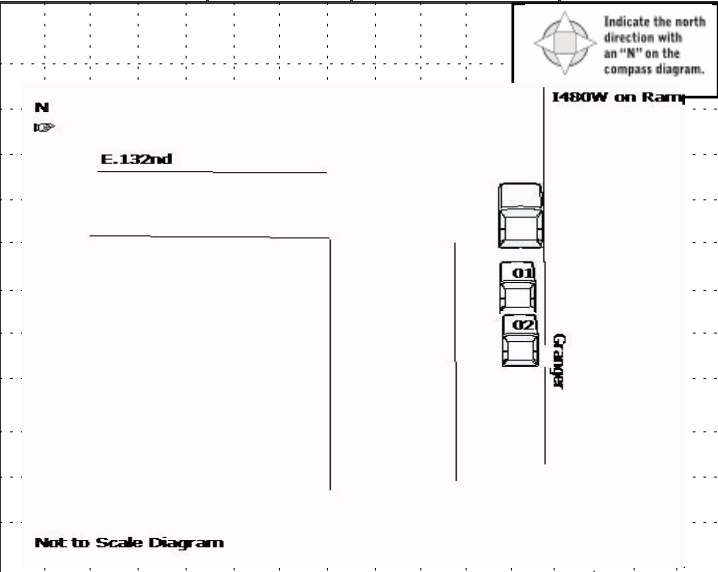 Indicate the north
direction with
an "N" on the
compass diagram.
I480W on Ramp
N
E.132nd
01
02
Granger
Not to Scale Diagram